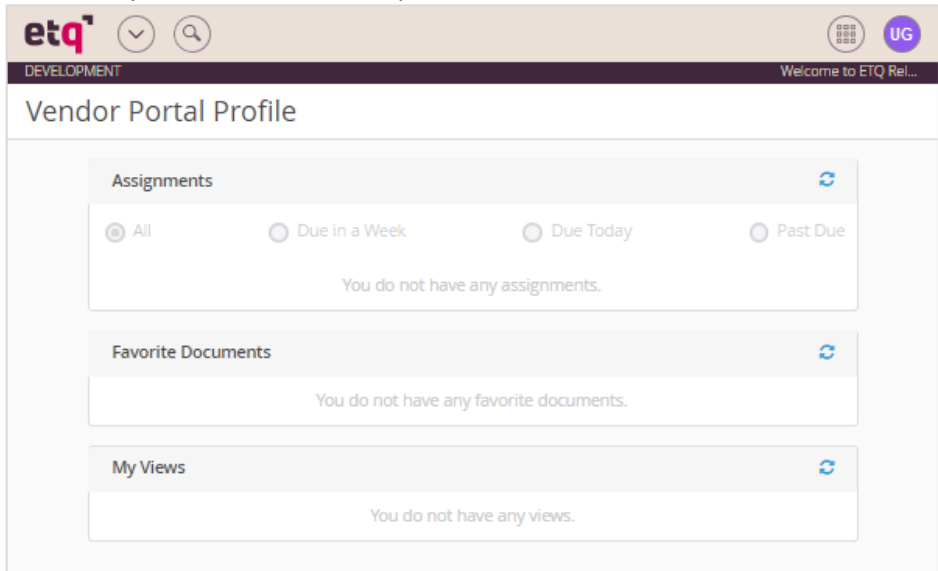 etq
UG
DEVELOPMENT Welcome to ETQ Rel...
Vendor Portal Profile
Assignments
All Due in a Week Due Today Past Due
You do not have any assignments.
Favorite Documents
You do not have any favorite documents.
My Views
You do not have any views.